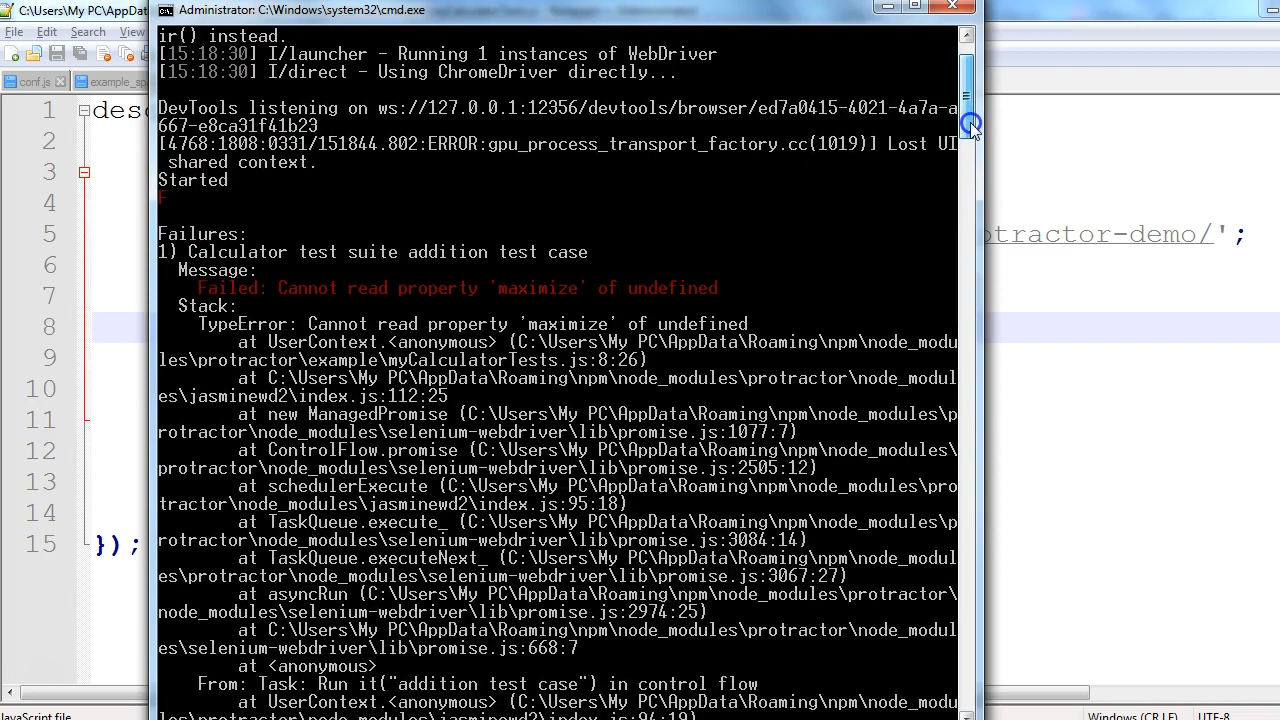 C:\Users\My PC\AppData
Administrator: C:\Windows\system32\cmd.exe
File Edit Search View
conf.js example_sp
1 desc
2
3
4
5 otractor-demo/';
6
7
8
9
10
11
12
13
14
15 });
ir() instead.
[15:18:30] I/launcher - Running 1 instances of WebDriver
[15:18:30] I/direct - Using ChromeDriver directly...
DevTools listening on ws://127.0.0.1:12356/devtools/browser/ed7a0415-4021-4a7a-a
667-e8ca31f41b23
[4768:1808:0331/151844.802:ERROR:gpu_process_transport_factory.cc(1019)] Lost UI
shared context.
Started
F
Failures:
1) Calculator test suite addition test case
Message:
Failed: Cannot read property 'maximize' of undefined
Stack:
TypeError: Cannot read property 'maximize' of undefined
at UserContext.<anonymous> (C:\Users\My PC\AppData\Roaming\npm\node_modu
les\protractor\example\myCalculatorTests.js:8:26)
at C:\Users\My PC\AppData\Roaming\npm\node_modules\protractor\node_modul
es\jasminewd2\index.js:112:25
at new ManagedPromise (C:\Users\My PC\AppData\Roaming\npm\node_modules\p
rotractor\node_modules\selenium-webdriver\lib\promise.js:1077:7)
at ControlFlow.promise (C:\Users\My PC\AppData\Roaming\npm\node_modules\
protractor\node_modules\selenium-webdriver\lib\promise.js:2505:12)
at schedulerExecute (C:\Users\My PC\AppData\Roaming\npm\node_modules\pro
tractor\node_modules\jasminewd2\index.js:95:18)
at TaskQueue.execute_ (C:\Users\My PC\AppData\Roaming\npm\node_modules\p
rotractor\node_modules\selenium-webdriver\lib\promise.js:3084:14)
at TaskQueue.executeNext_ (C:\Users\My PC\AppData\Roaming\npm\node_modul
es\protractor\node_modules\selenium-webdriver\lib\promise.js:3067:27)
at asyncRun (C:\Users\My PC\AppData\Roaming\npm\node_modules\protractor\
node_modules\selenium-webdriver\lib\promise.js:2974:25)
at C:\Users\My PC\AppData\Roaming\npm\node_modules\protractor\node_modul
es\selenium-webdriver\lib\promise.js:668:7
at <anonymous>
From: Task: Run it("addition test case") in control flow
at UserContext.<anonymous> (C:\Users\My PC\AppData\Roaming\npm\node_modu
les\protractor\node_modules\jasminewd2\index.js:94:19)
JavaScript file Windows (CR LF) UTF-8